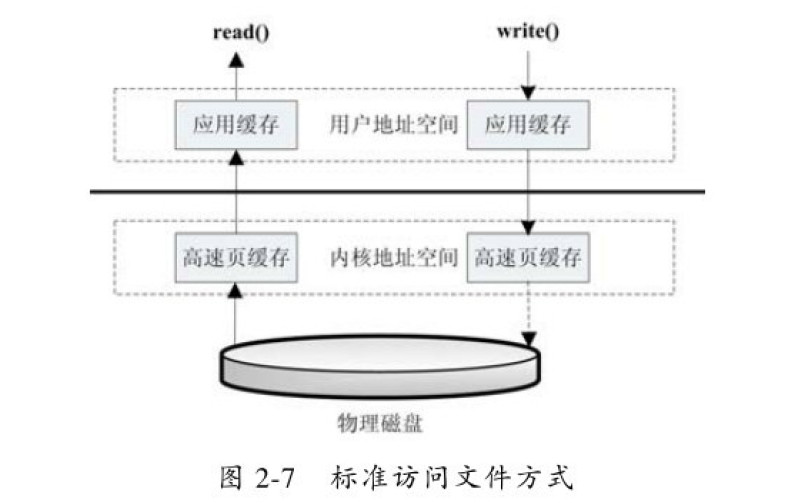 read() write()
应用缓存 用户地址空间 应用缓存
高速页缓存 内核地址空间 高速页缓存
物理磁盘
图 2-7 标准访问文件方式